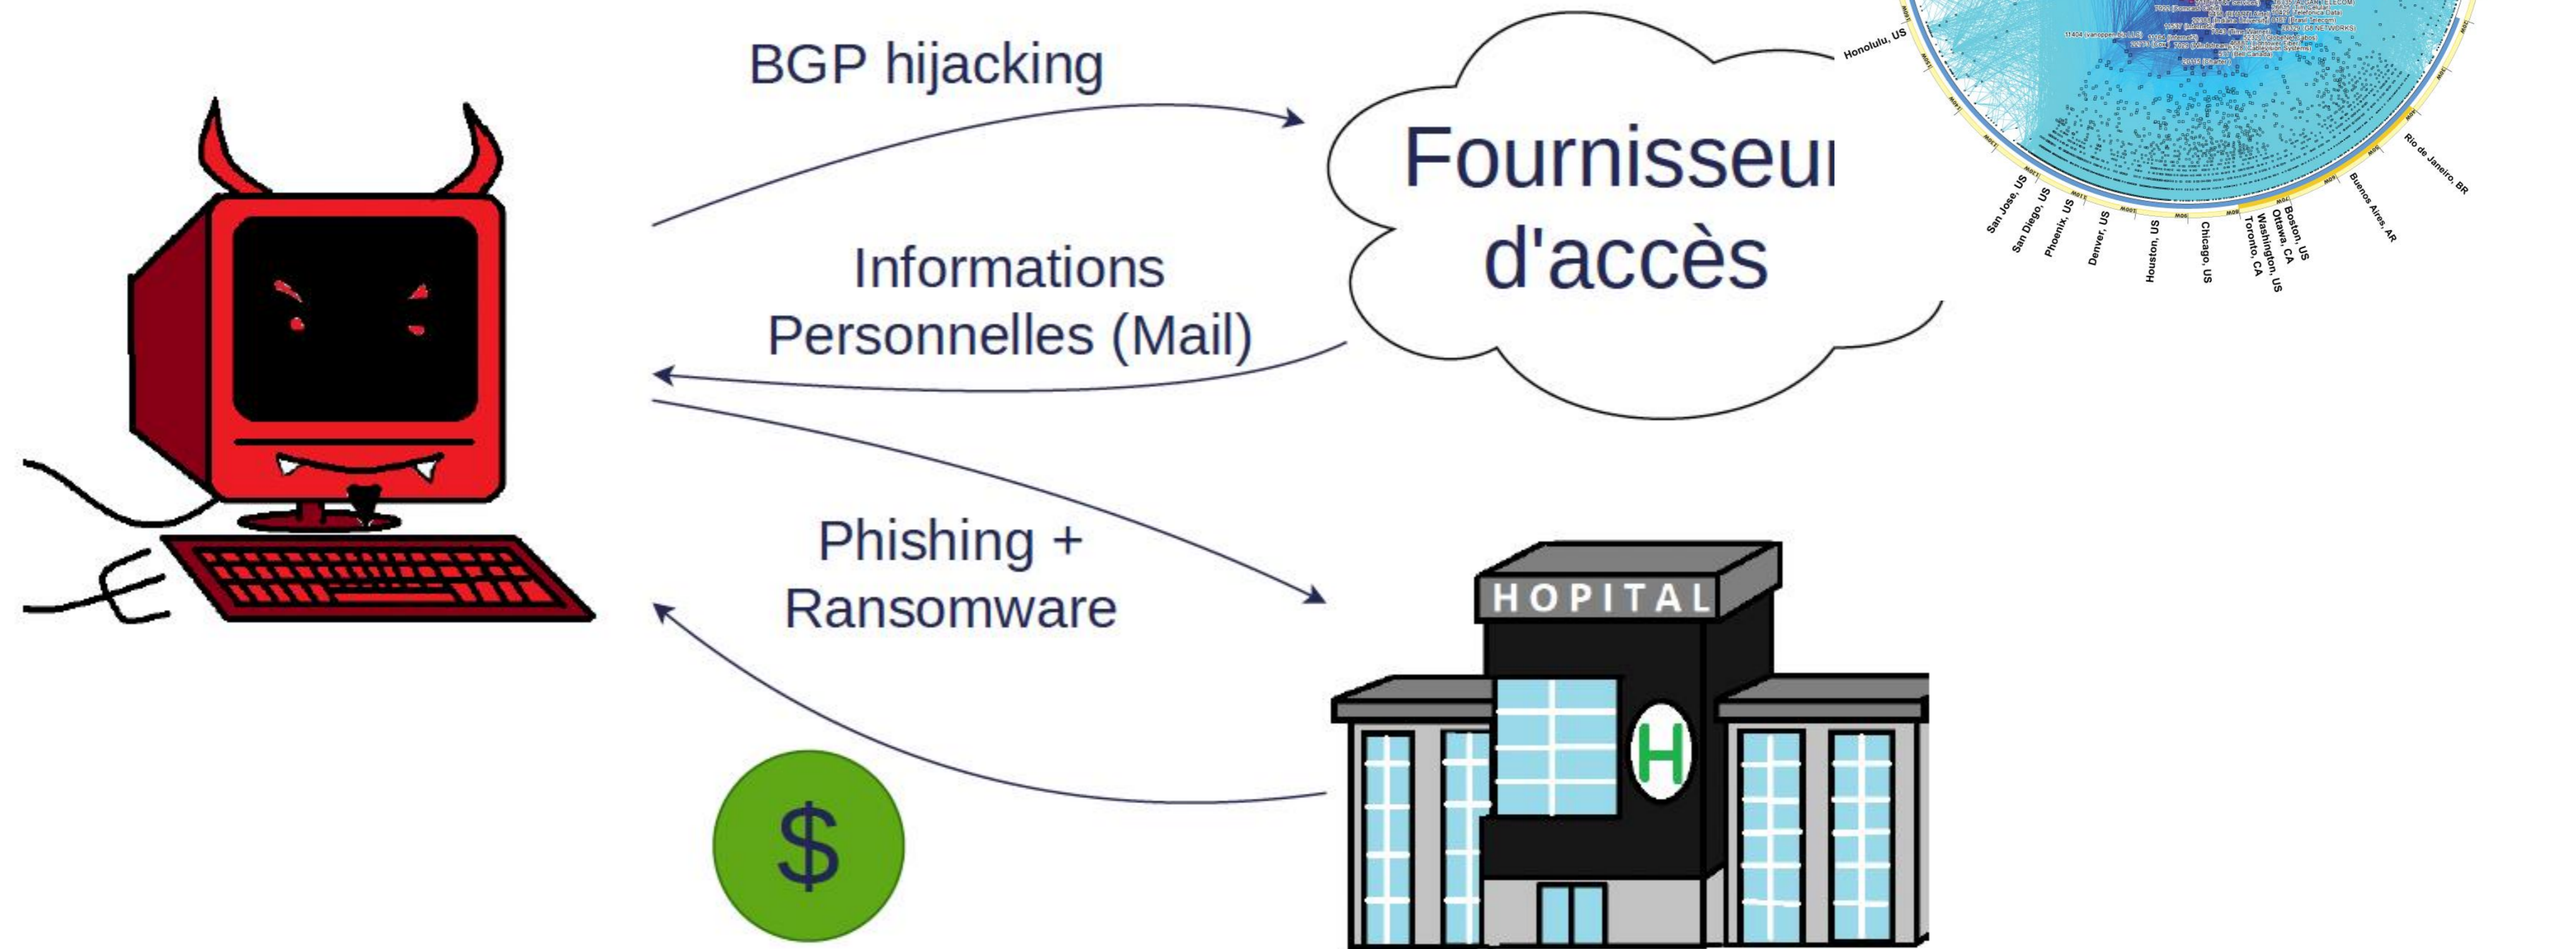 BGP hijacking
Fournisseur
d'accès
Informations
Personnelles (Mail)
Phishing +
Ransomware
$
HOPITAL
H
Honolulu, US
San Jose, US
San Diego, US
Phoenix, US
Denver, US
Houston, US
Chicago, US
Toronto, CA
Washington, US
Ottawa, CA
Boston, US
Buenos Aires, AR
Rio de Janeiro, BR